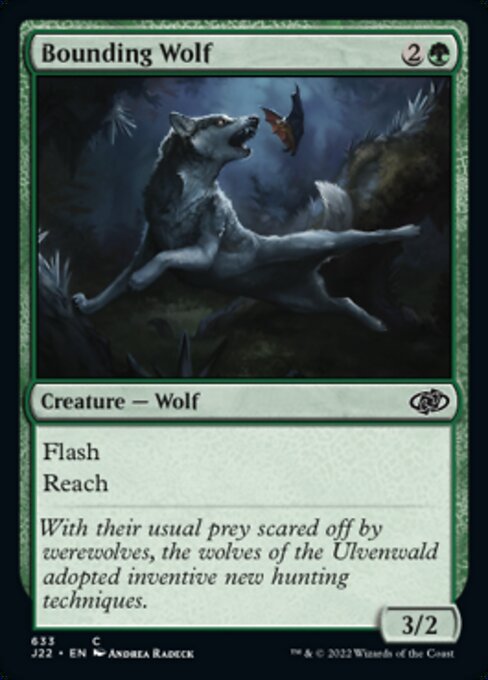 Bounding Wolf 2
Creature — Wolf
Flash
Reach
With their usual prey scared off by
werewolves, the wolves of the Ulvenwald
adopted inventive new hunting
techniques.
3/2
633 C
J22 • EN Andrea Radeck ™ & © 2022 Wizards of the Coast